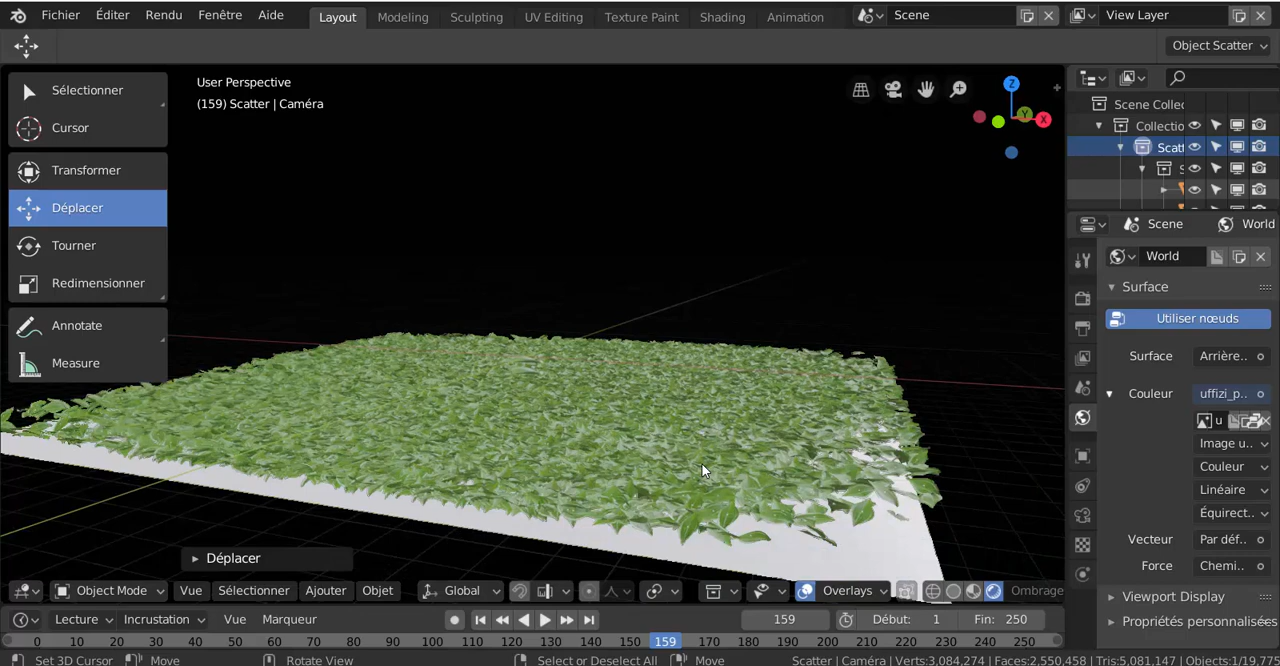 Fichier Éditer Rendu Fenêtre Aide Layout Modeling Sculpting UV Editing Texture Paint Shading Animation Scene View Layer
Object Scatter
User Perspective
(159) Scatter | Caméra
Sélectionner
Cursor
Transformer
Déplacer
Tourner
Redimensionner
Annotate
Measure
Z
Y
X
Scene Collec
Collectio
Scatt
S
Scene World
World
Surface
Utiliser nœuds
Surface Arrière..
Couleur uffizi_p..
u
Image u..
Couleur
Linéaire
Équirect..
Vecteur Par déf..
Force Chemi..
Viewport Display
Propriétés personnalisées
Déplacer
Object Mode Vue Sélectionner Ajouter Objet Global Overlays Ombrage
Lecture Incrustation Vue Marqueur 159 Début: 1 Fin: 250
0 10 20 30 40 50 60 70 80 90 100 110 120 130 140 150 159 170 180 190 200 210 220 230 240 250
Set 3D Cursor Move Rotate View Select or Deselect All Move Scatter | Caméra | Verts:3,084,274 | Faces:2,550,458 | Tris:5,081,147 | Objects:1/19,775